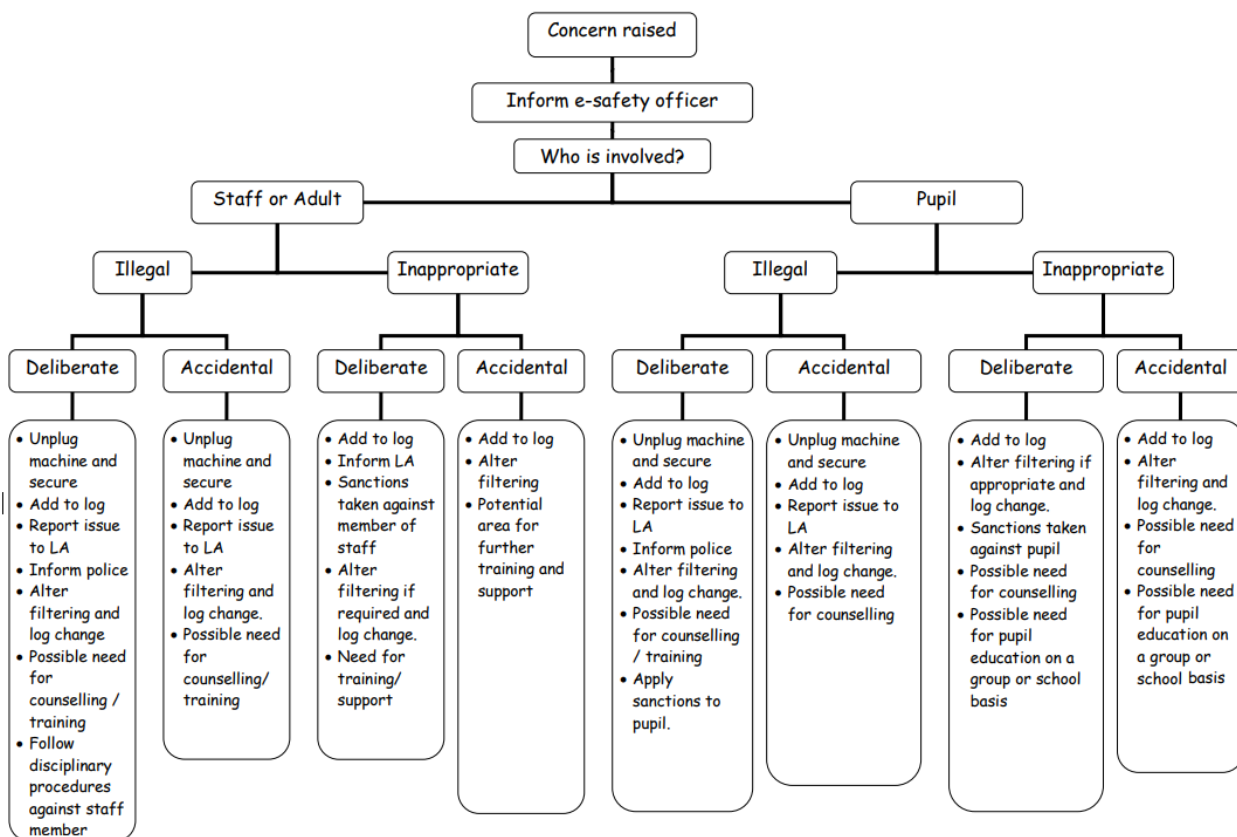 Concern raised
Inform e-safety officer
Who is involved?
Staff or Adult
Pupil
Illegal
Inappropriate
Illegal
Inappropriate
Deliberate
Accidental
Deliberate
Accidental
Deliberate
Accidental
Deliberate
Accidental
• Unplug
machine and
secure
• Add to log
• Report issue
to LA
• Inform police
• Alter
filtering and
log change
• Possible need
for
counselling /
training
• Follow
disciplinary
procedures
against staff
member
• Unplug
machine and
secure
• Add to log
• Report issue
to LA
• Alter
filtering and
log change.
• Possible need
for
counselling/
training
• Add to log
• Inform LA
• Sanctions
taken against
member of
staff
• Alter
filtering if
required and
log change.
• Need for
training/
support
• Add to log
• Alter
filtering
• Potential
area for
further
training and
support
• Unplug machine
and secure
• Add to log
• Report issue to
LA
• Inform police
• Alter filtering
and log change.
• Possible need
for counselling
/ training
• Apply
sanctions to
pupil.
• Unplug machine
and secure
• Add to log
• Report issue to
LA
• Alter filtering
and log change.
• Possible need
for counselling
• Add to log
• Alter filtering if
appropriate and
log change.
• Sanctions taken
against pupil
• Possible need
for counselling
• Possible need
for pupil
education on a
group or school
basis
• Add to log
• Alter
filtering and
log change.
• Possible need
for
counselling
• Possible need
for pupil
education on
a group or
school basis